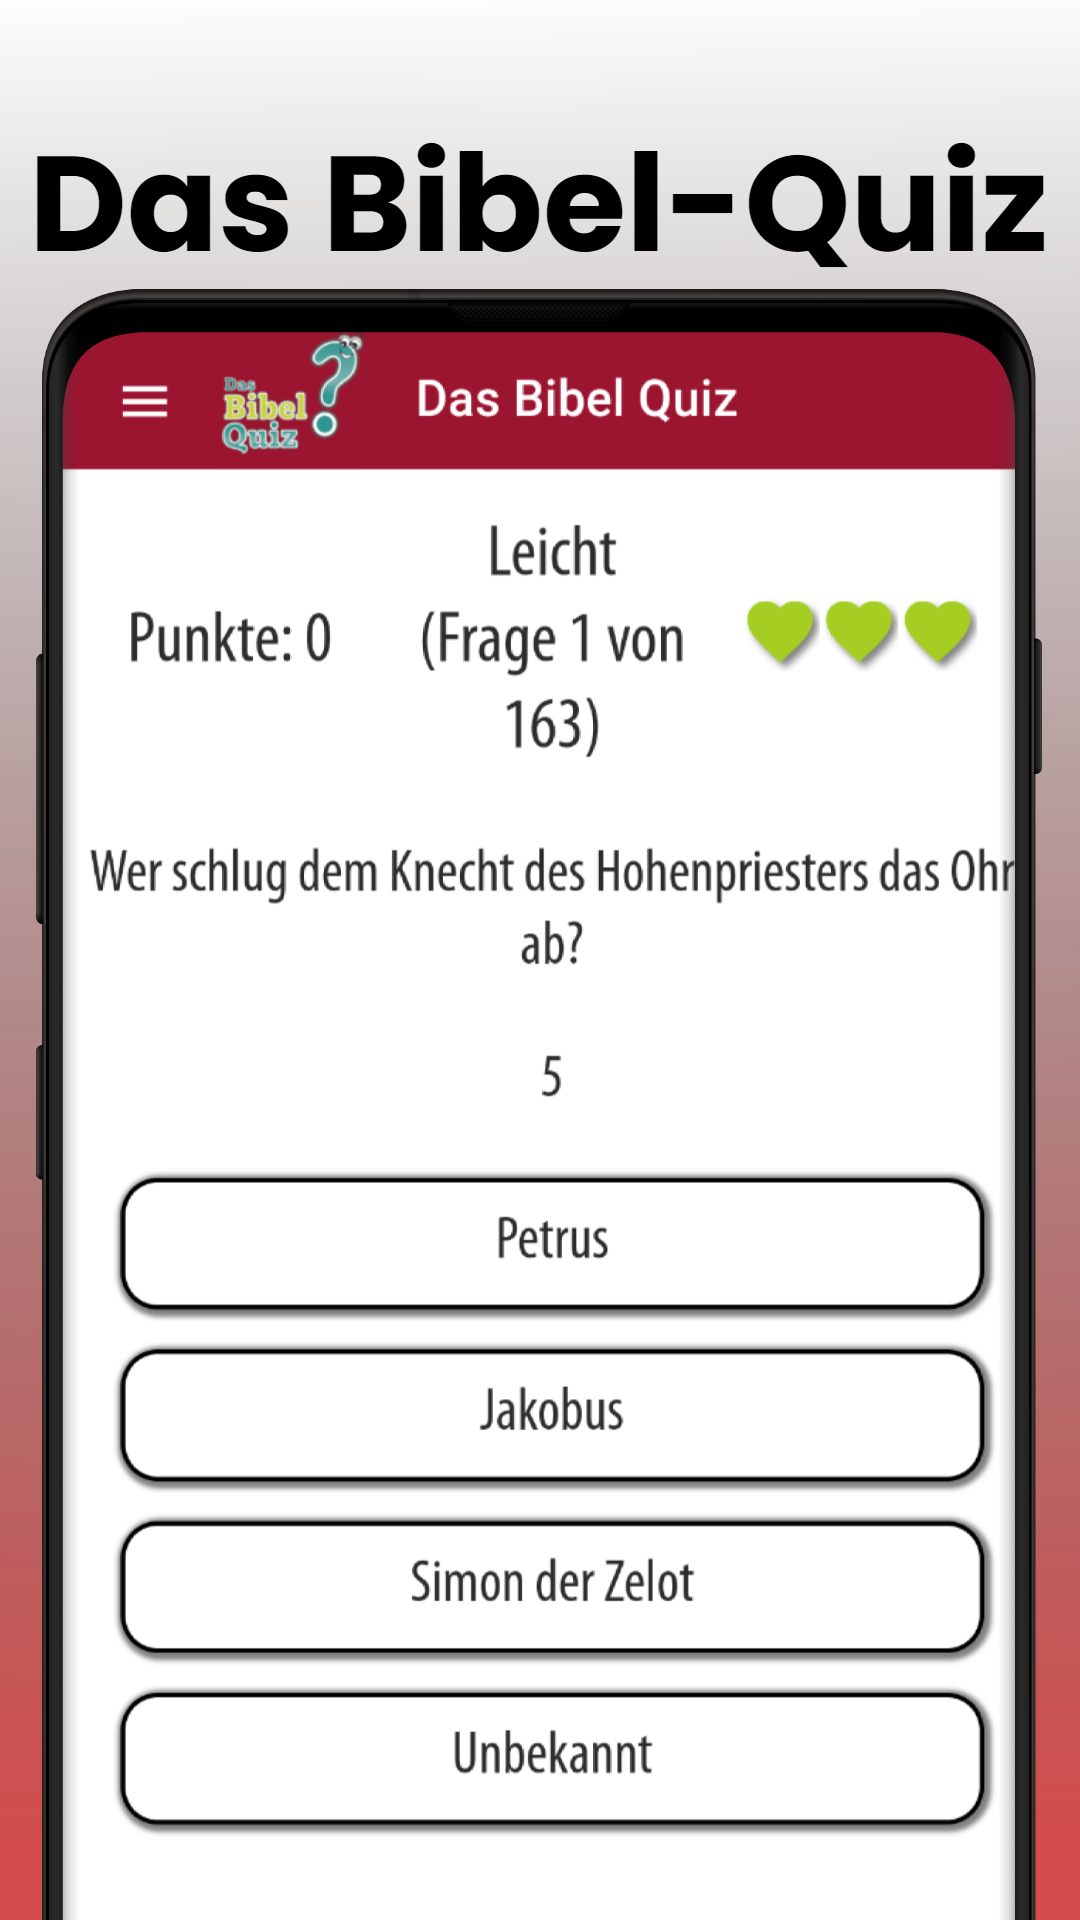 Das Bibel-Quiz
Das
Bibel
Quiz
?
Das Bibel Quiz
Leicht
Punkte: 0
(Frage 1 von
163)
Wer schlug dem Knecht des Hohenpriesters das Ohr
ab?
5
Petrus
Jakobus
Simon der Zelot
Unbekannt